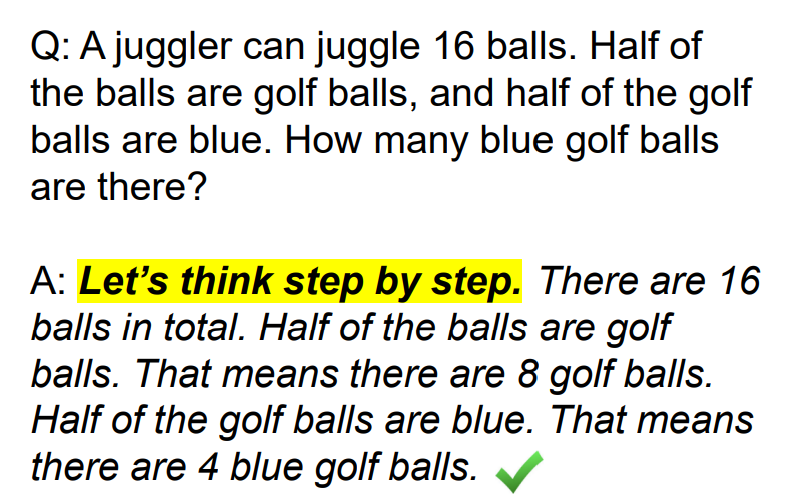 Q: A juggler can juggle 16 balls. Half of
the balls are golf balls, and half of the golf
balls are blue. How many blue golf balls
are there?
A: Let’s think step by step. There are 16
balls in total. Half of the balls are golf
balls. That means there are 8 golf balls.
Half of the golf balls are blue. That means
there are 4 blue golf balls.